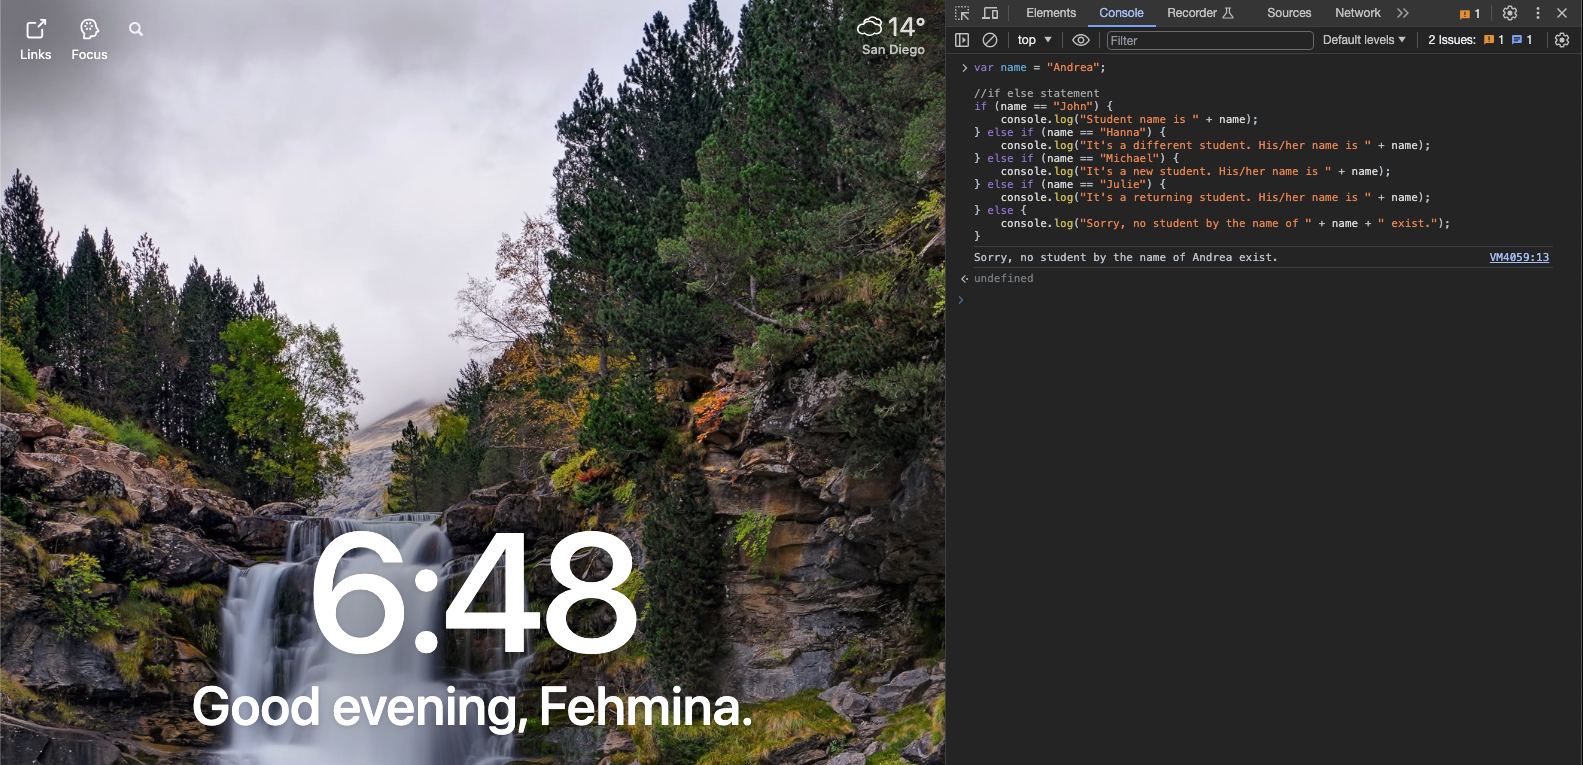 Links
Focus
14°
San Diego
6:48
Good evening, Fehmina.
Elements Console Recorder Sources Network 1
top Filter Default levels 2 Issues: 1 1
var name = "Andrea";
//if else statement
if (name == "John") {
console.log("Student name is " + name);
} else if (name == "Hanna") {
console.log("It's a different student. His/her name is " + name);
} else if (name == "Michael") {
console.log("It's a new student. His/her name is " + name);
} else if (name == "Julie") {
console.log("It's a returning student. His/her name is " + name);
} else {
console.log("Sorry, no student by the name of " + name + " exist.");
}
Sorry, no student by the name of Andrea exist. VM4059:13
undefined